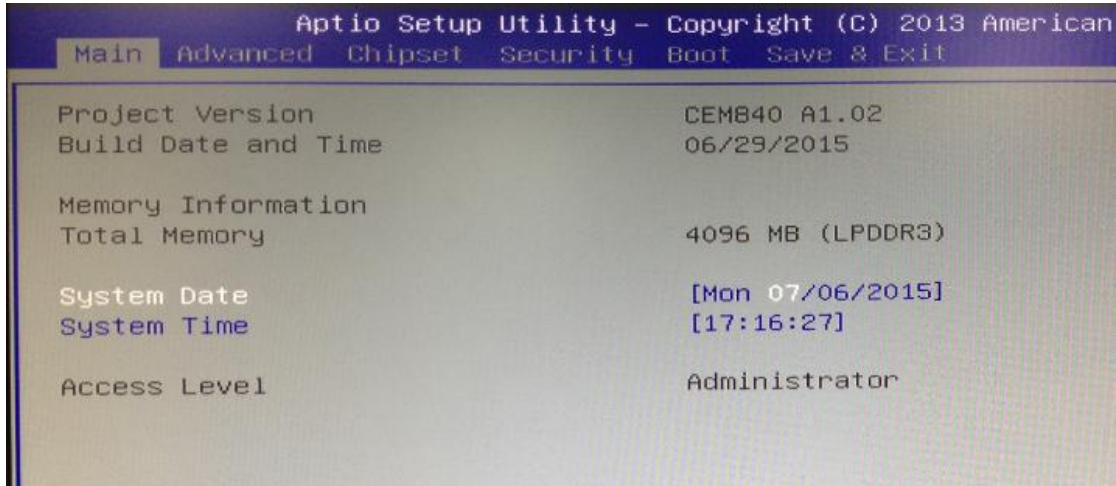 Aptio Setup Utility – Copyright (C) 2013 American
Main Advanced Chipset Security Boot Save & Exit
Project Version CEM840 A1.02
Build Date and Time 06/29/2015
Memory Information
Total Memory 4096 MB (LPDDR3)
System Date [Mon 07/06/2015]
System Time [17:16:27]
Access Level Administrator